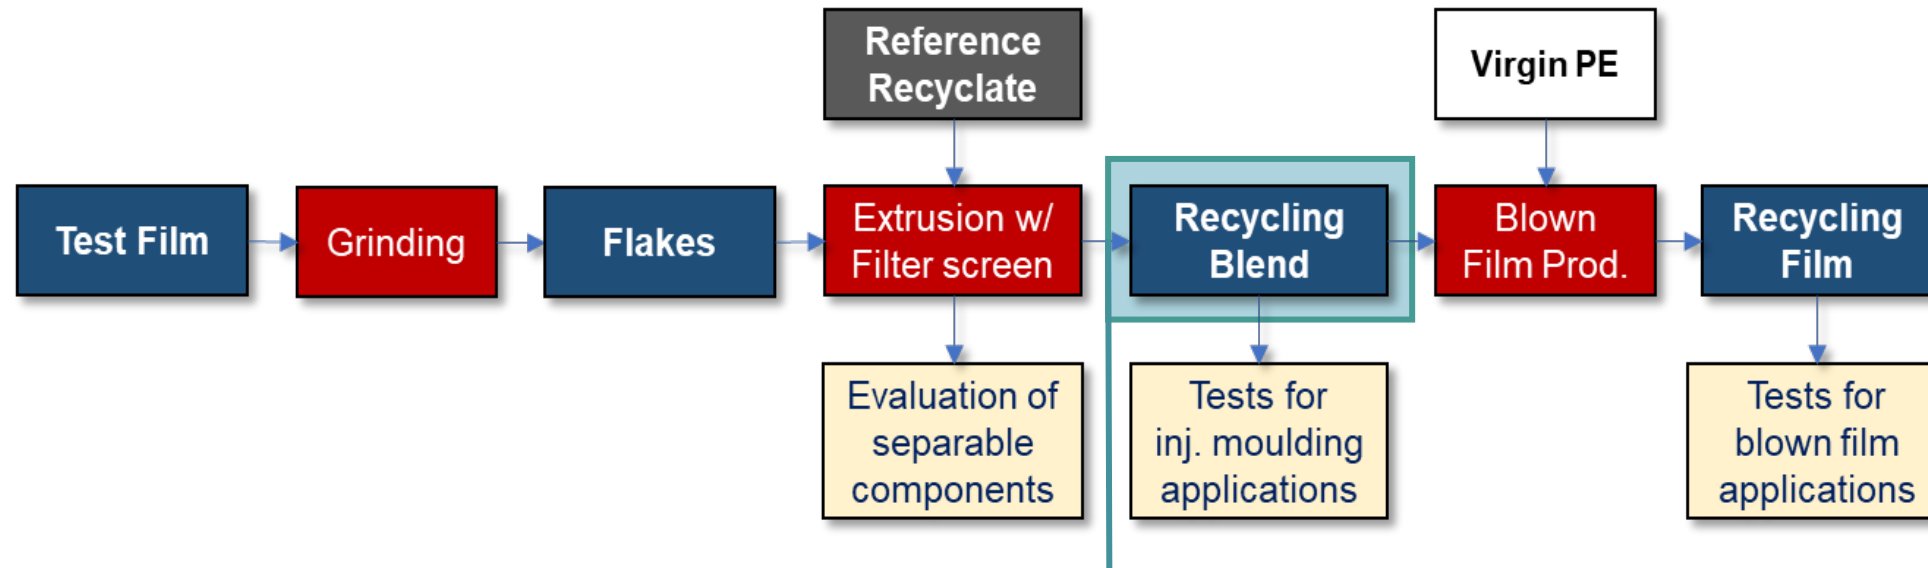 Reference
Recyclate
Virgin PE
Test Film
Grinding
Flakes
Extrusion w/
Filter screen
Recycling
Blend
Blown
Film Prod.
Recycling
Film
Evaluation of
separable
components
Tests for
inj. moulding
applications
Tests for
blown film
applications